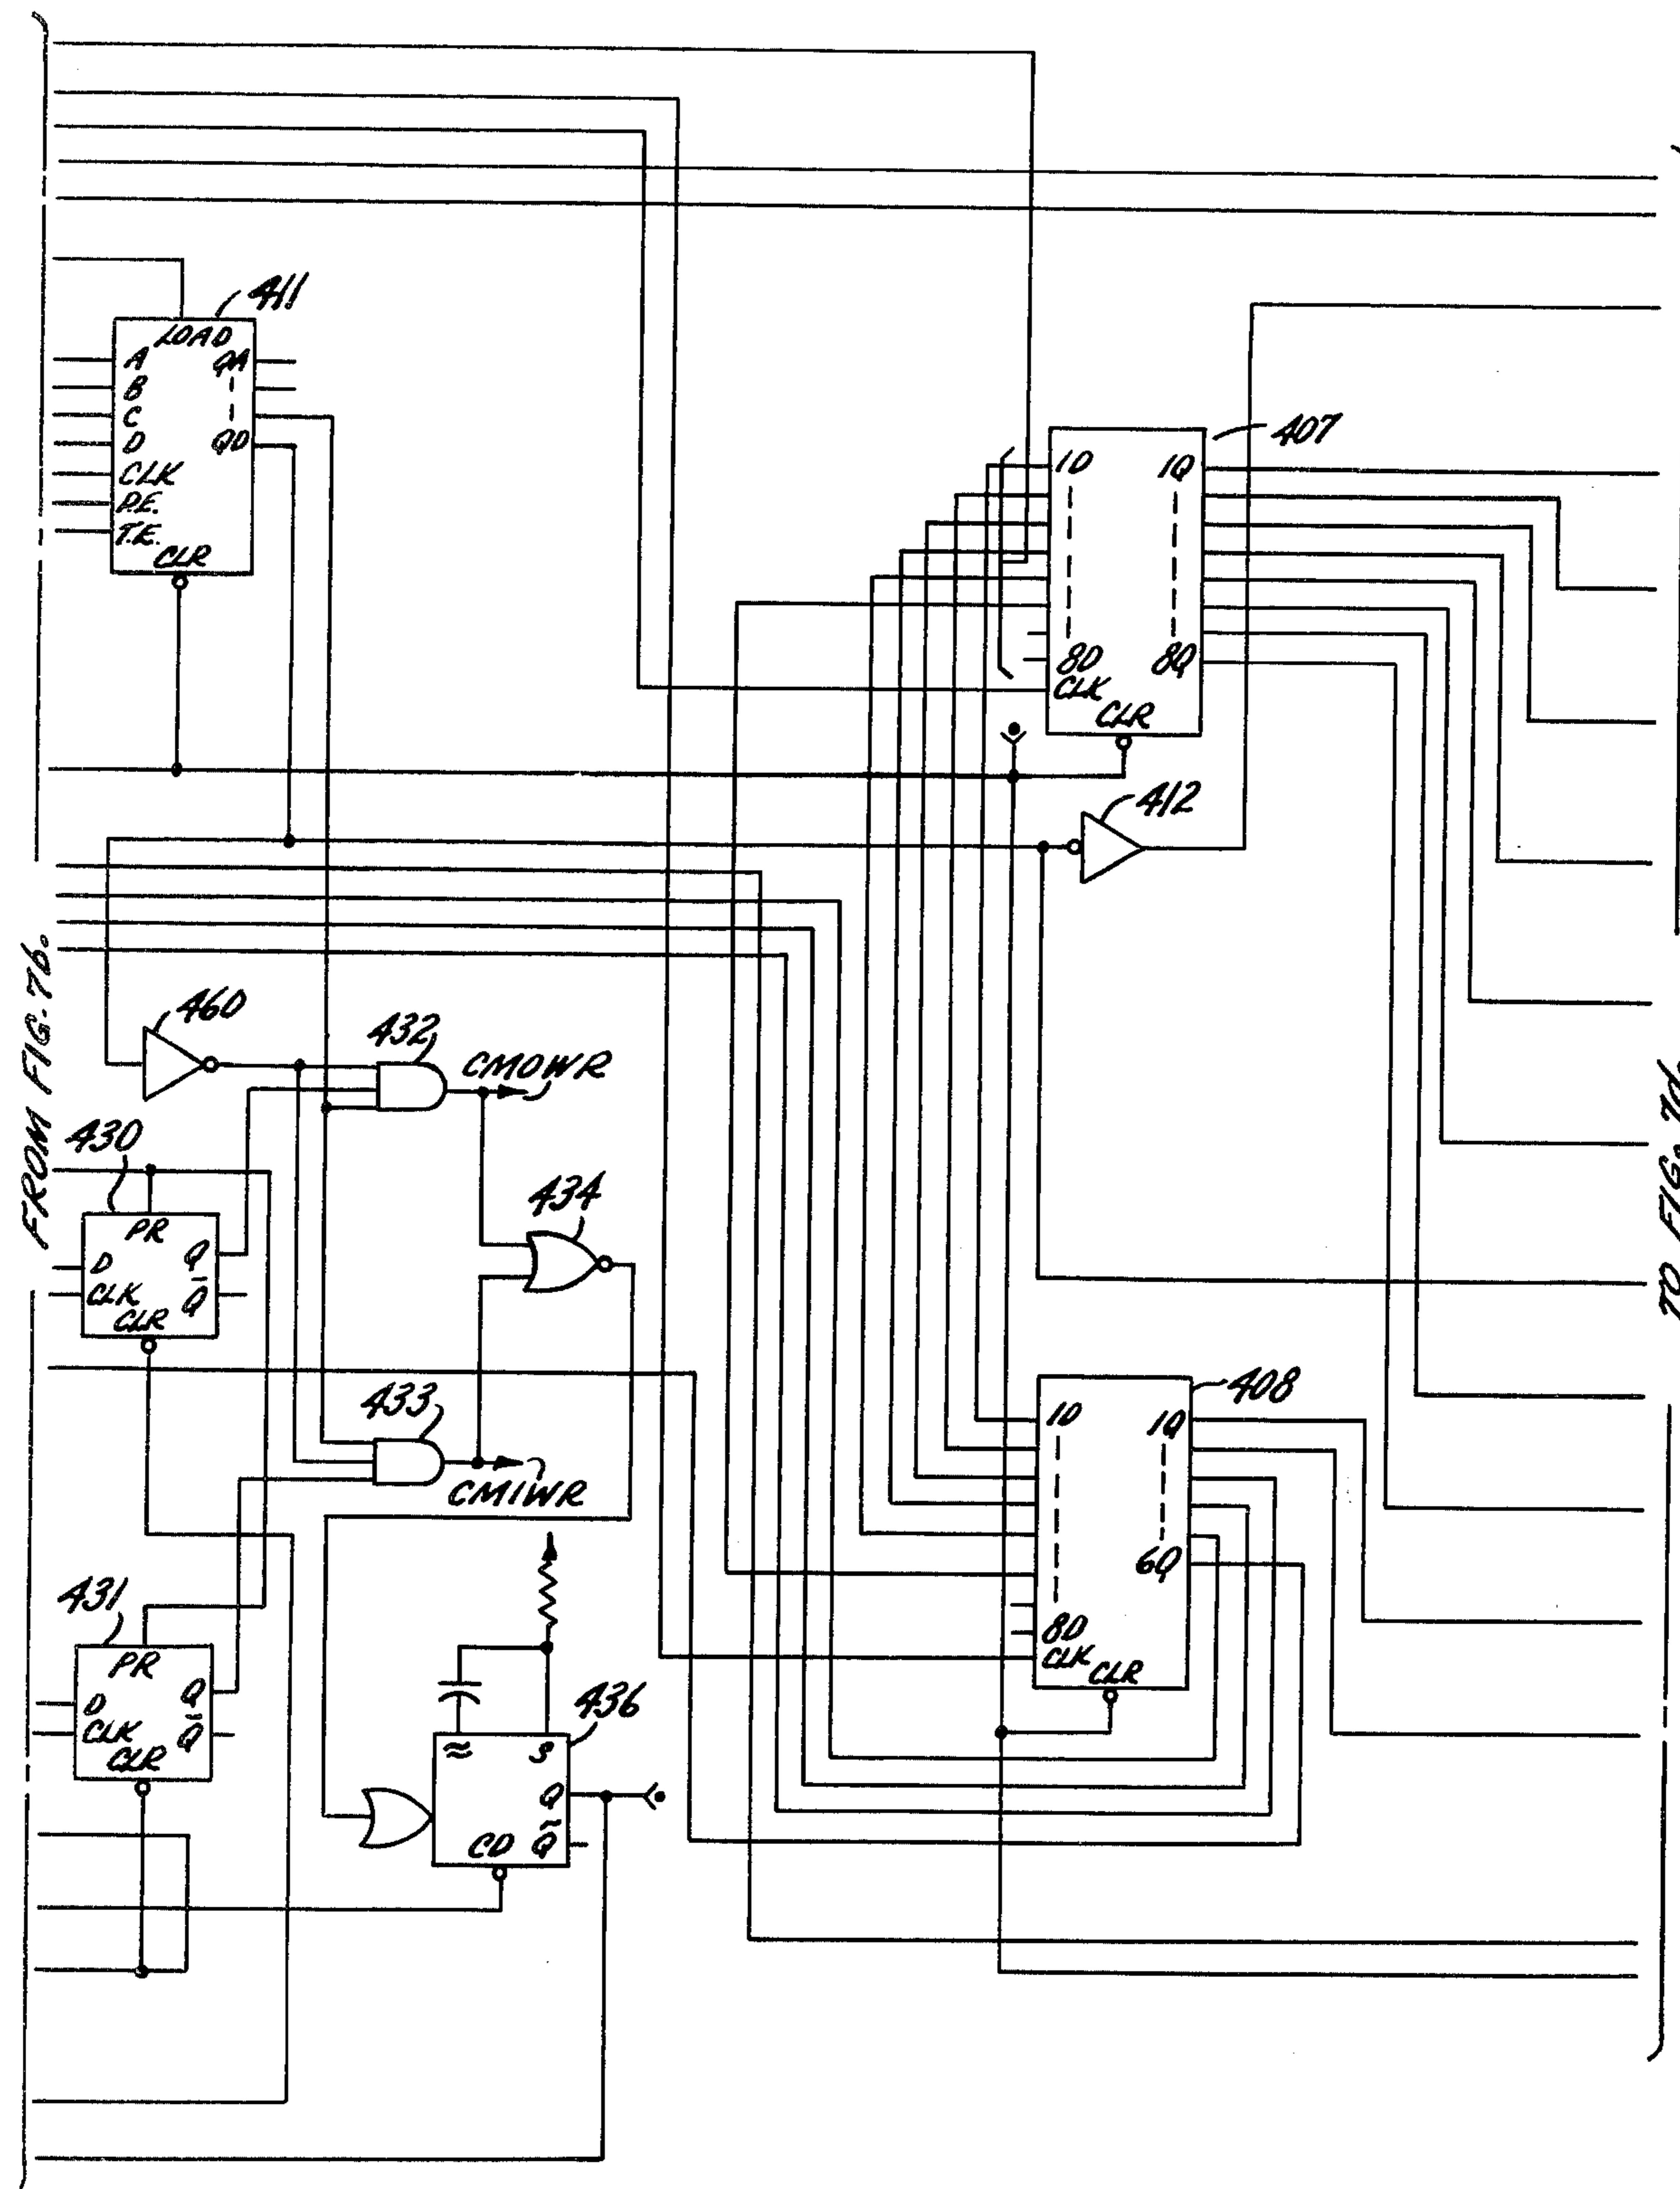 411
LOAD
A QA
B
C
D QD
CLK
P.E.
T.E.
CLR
407
1D 1Q
8D 8Q
CLK
CLR
412
FROM FIG. 7b.
460
432
CMOWR
430
PR
D Q
CLK Q̄
CLR
434
TO FIG. 7d.
433
CM1WR
408
1D 1Q
6Q
8D
CLK
CLR
431
PR
D Q
CLK Q̄
CLR
436
≈ S
Q
CD Q̄